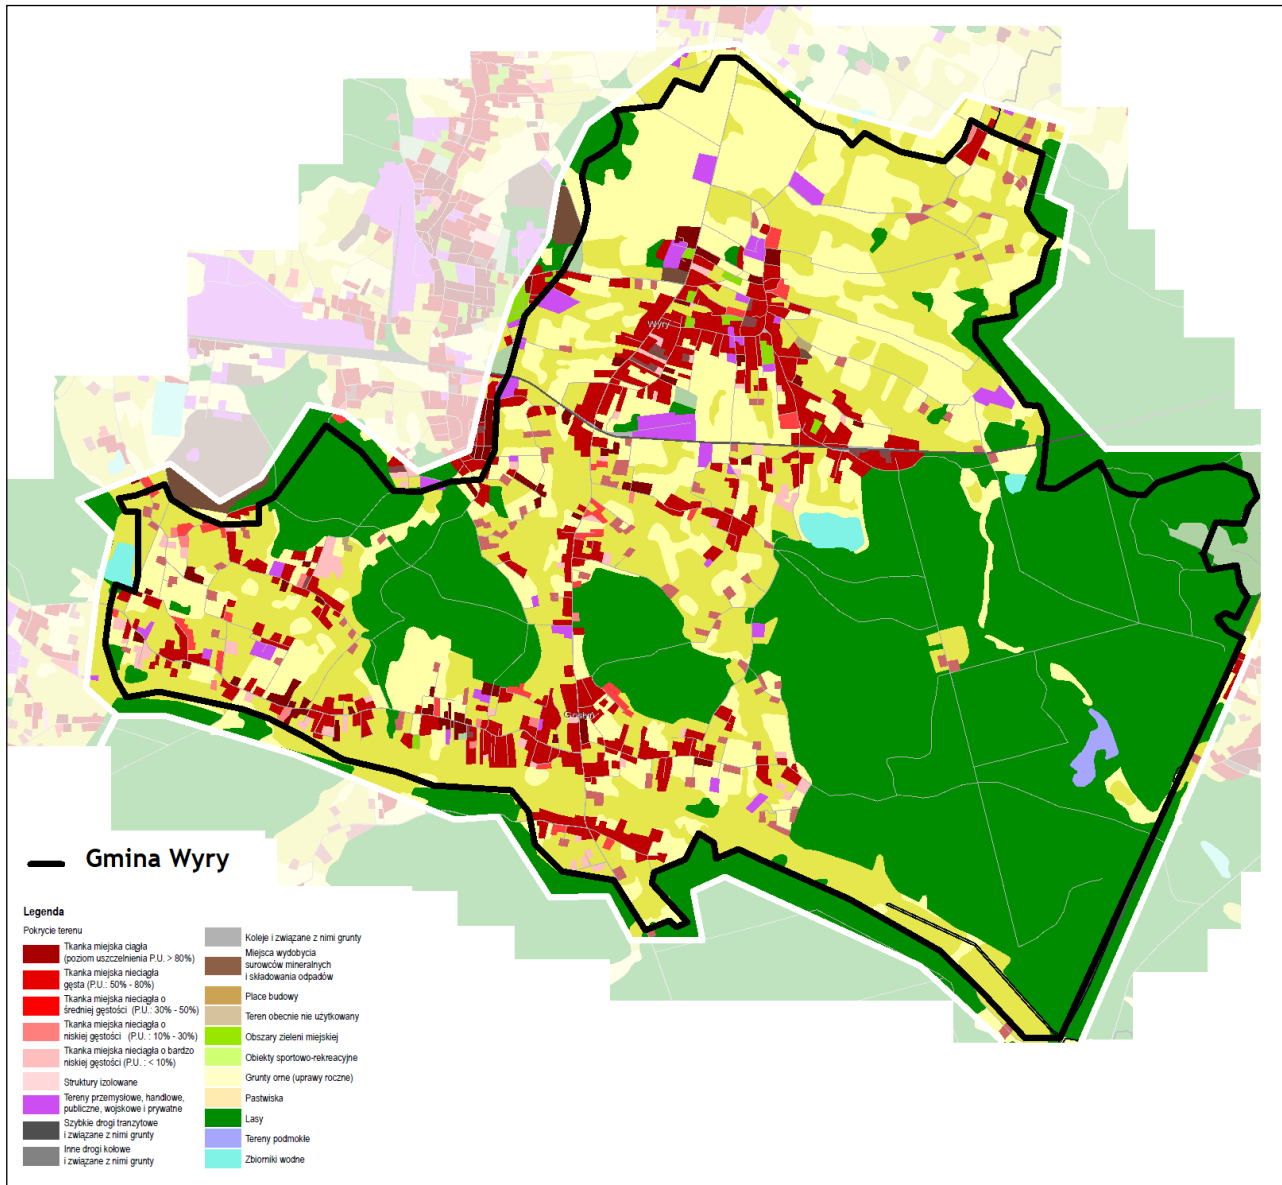 Wyry
Gostyń
Gmina Wyry
Legenda
Pokrycie terenu
Tkanka miejska ciągła
(poziom uszczelnienia P.U. > 80%)
Tkanka miejska nieciągła
gęsta (P.U.: 50% - 80%)
Tkanka miejska nieciągła o
średniej gęstości (P.U.: 30% - 50%)
Tkanka miejska nieciągła o
niskiej gęstości (P.U. : 10% - 30%)
Tkanka miejska nieciągła o bardzo
niskiej gęstości (P.U. : < 10%)
Struktury izolowane
Tereny przemysłowe, handlowe,
publiczne, wojskowe i prywatne
Szybkie drogi tranzytowe
i związane z nimi grunty
Inne drogi kołowe
i związane z nimi grunty
Koleje i związane z nimi grunty
Miejsca wydobycia
surowców mineralnych
i składowania odpadów
Place budowy
Teren obecnie nie użytkowany
Obszary zieleni miejskiej
Obiekty sportowo-rekreacyjne
Grunty orne (uprawy roczne)
Pastwiska
Lasy
Tereny podmokłe
Zbiorniki wodne